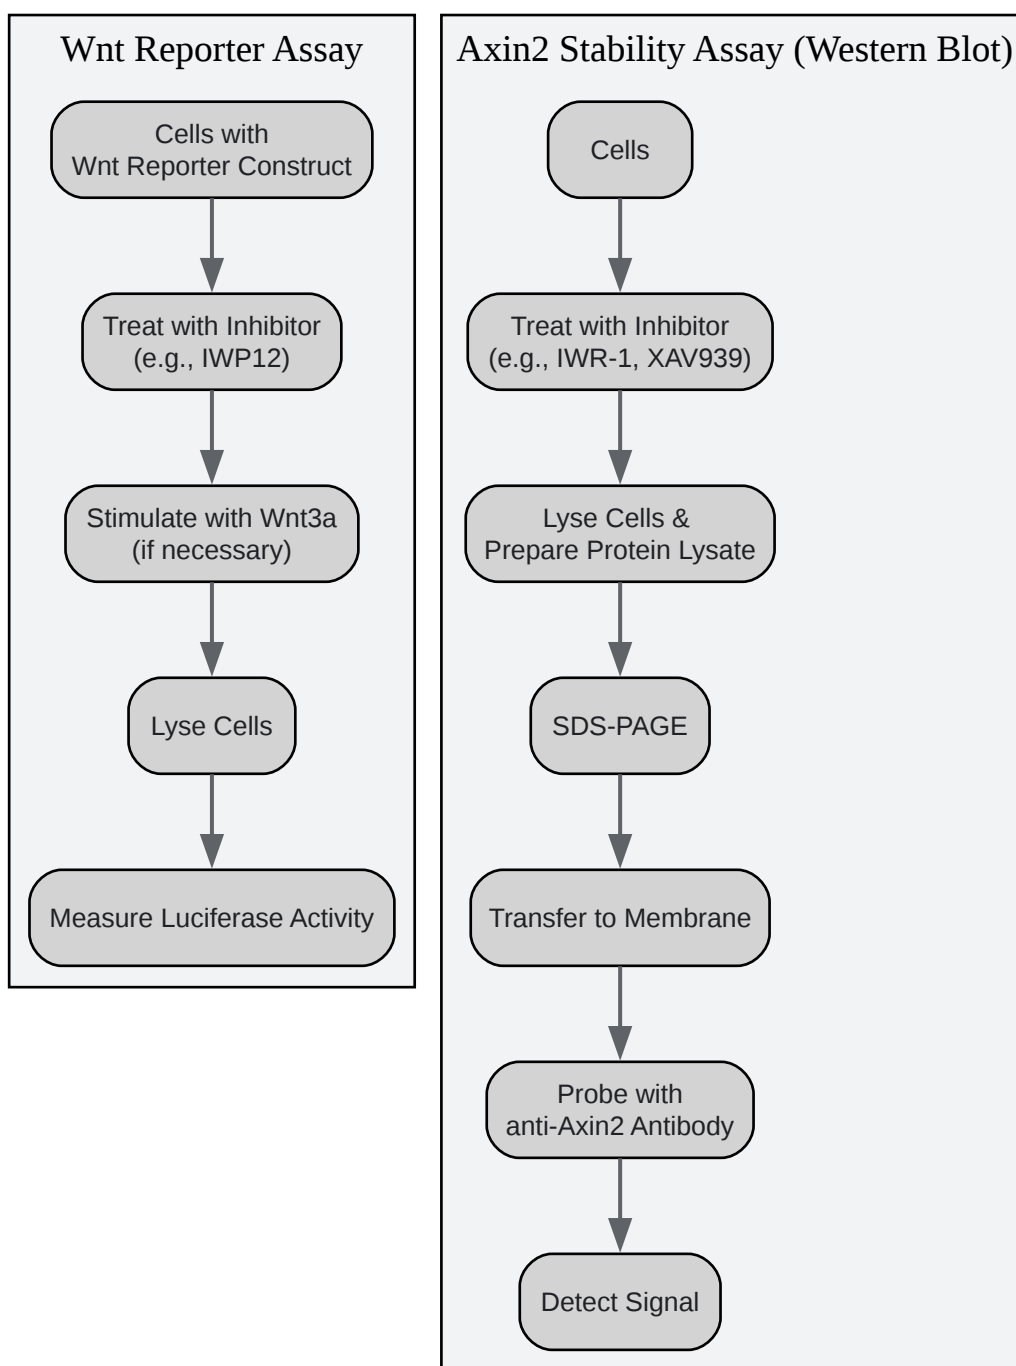 Wnt Reporter Assay
Cells with
Wnt Reporter Construct
Treat with Inhibitor
(e.g., IWP12)
Stimulate with Wnt3a
(if necessary)
Lyse Cells
Measure Luciferase Activity
Axin2 Stability Assay (Western Blot)
Cells
Treat with Inhibitor
(e.g., IWR-1, XAV939)
Lyse Cells &
Prepare Protein Lysate
SDS-PAGE
Transfer to Membrane
Probe with
anti-Axin2 Antibody
Detect Signal